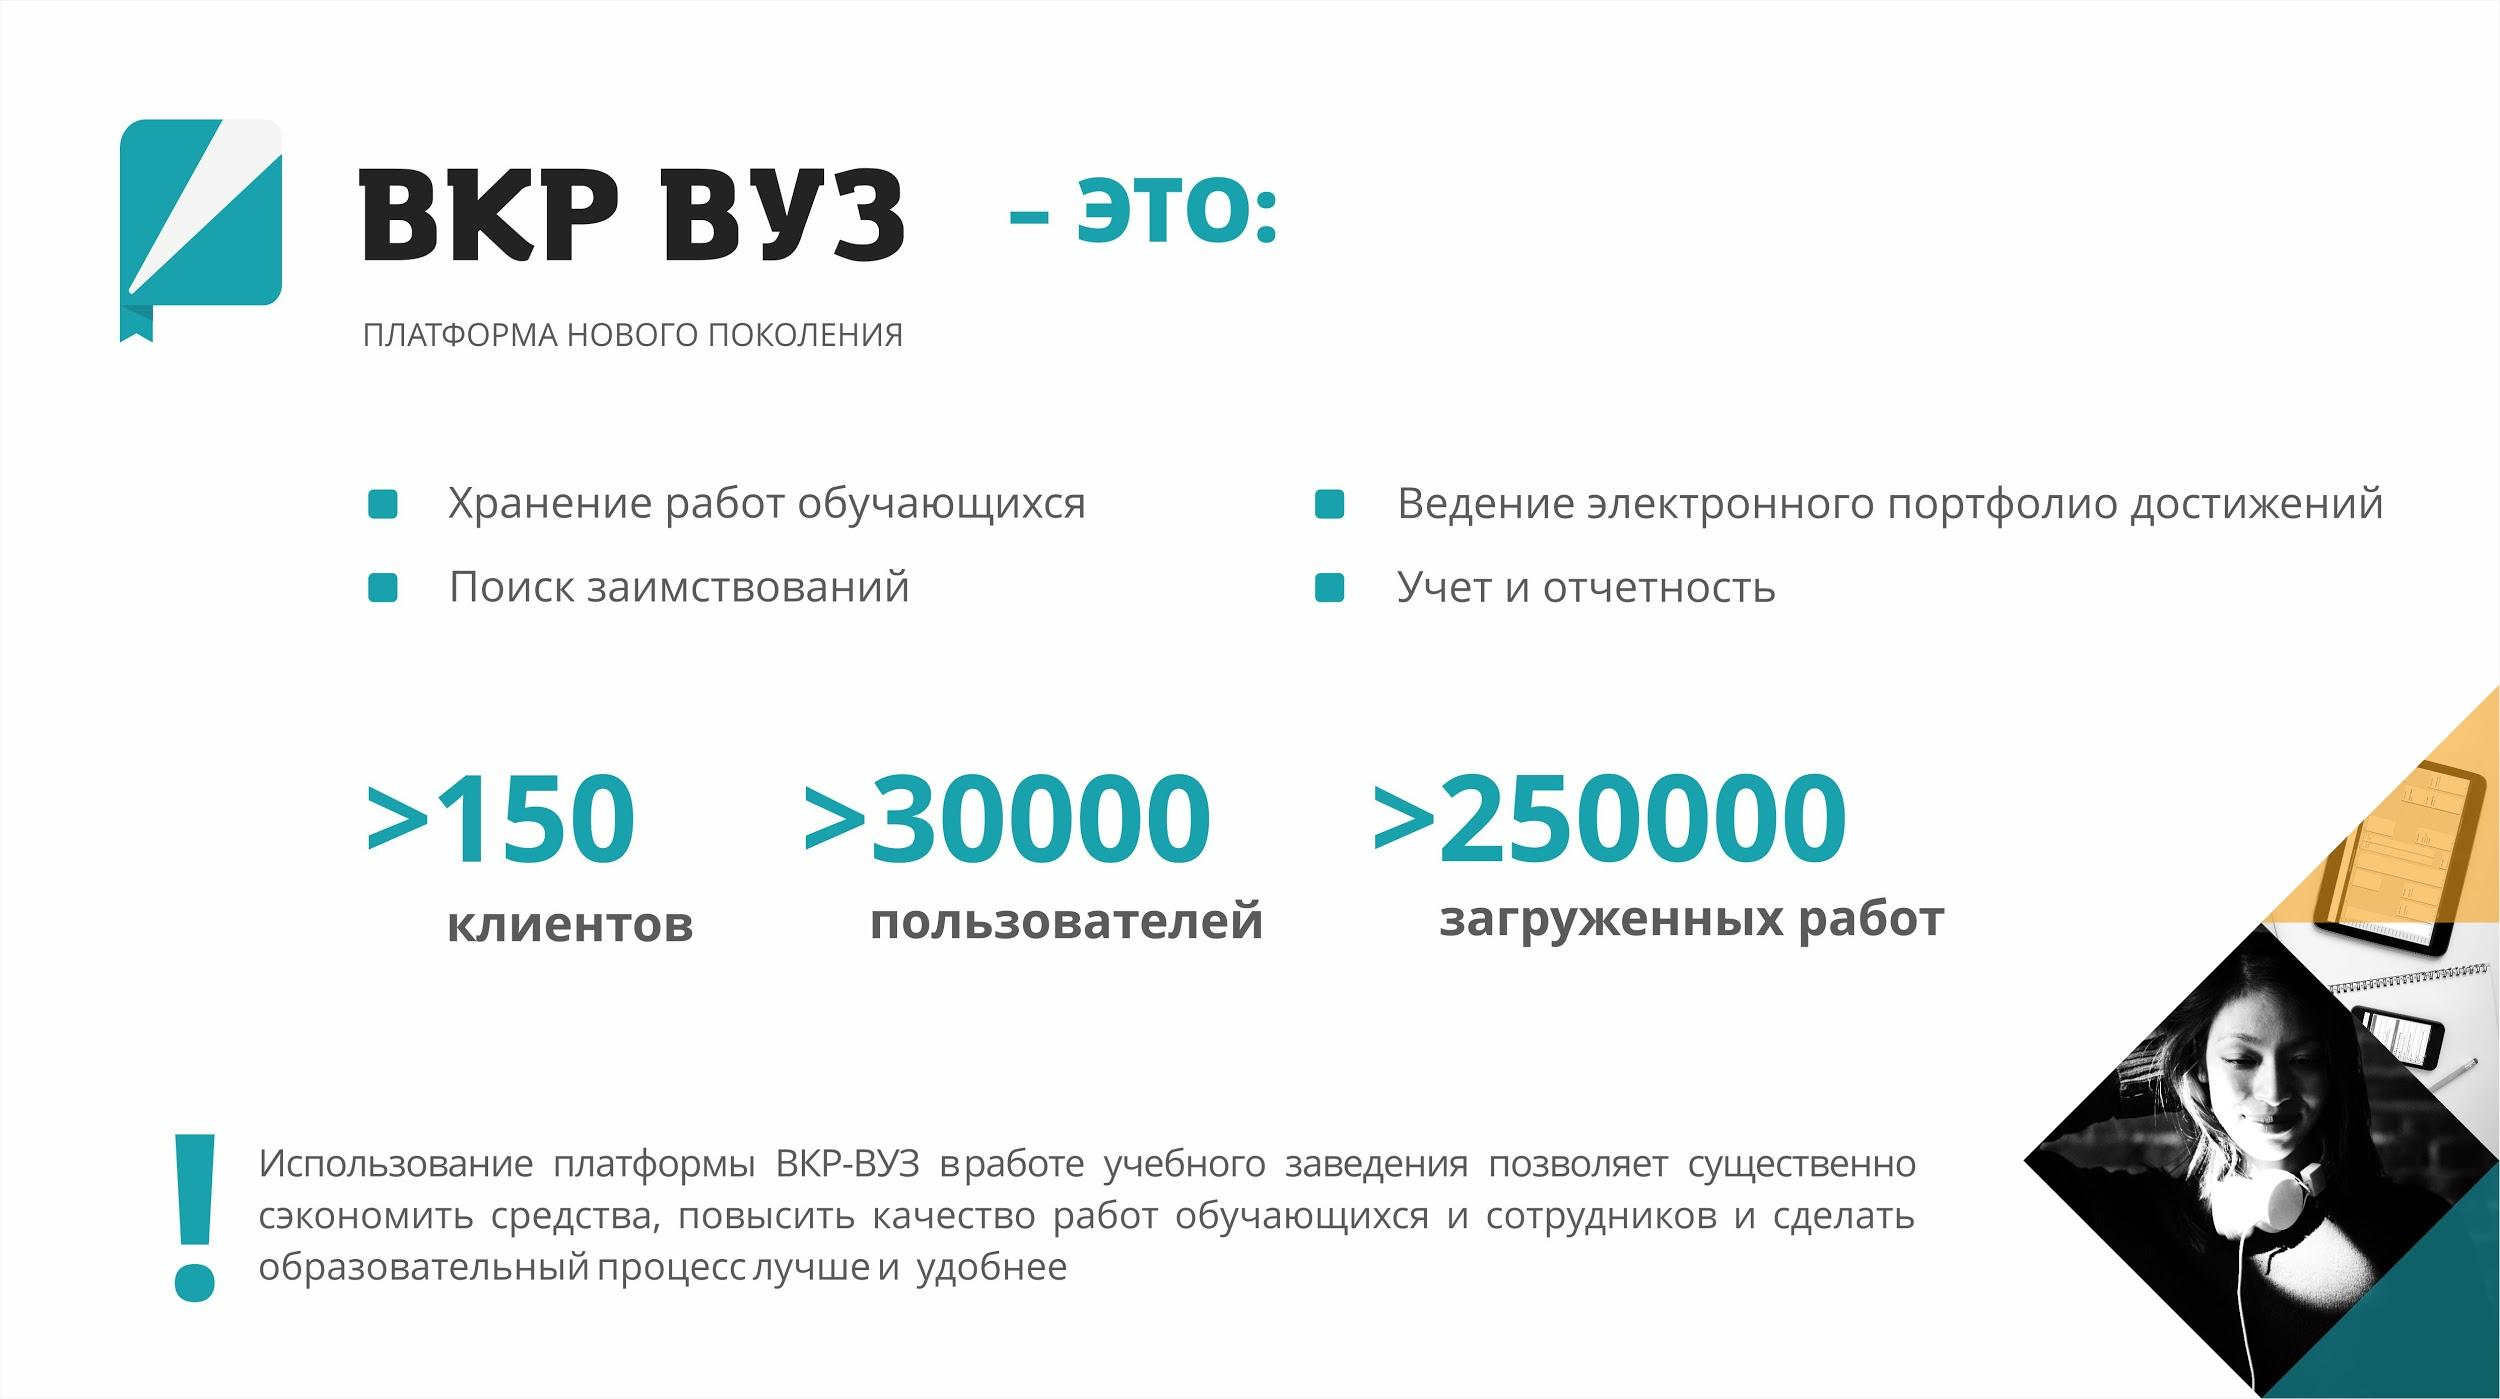 ВКР ВУЗ – ЭТО:
ПЛАТФОРМА НОВОГО ПОКОЛЕНИЯ
Хранение работ обучающихся
Поиск заимствований
Ведение электронного портфолио достижений
Учет и отчетность
>150
клиентов
>30000
пользователей
>250000
загруженных работ
! Использование платформы ВКР-ВУЗ в работе учебного заведения позволяет существенно
сэкономить средства, повысить качество работ обучающихся и сотрудников и сделать
образовательный процесс лучше и удобнее